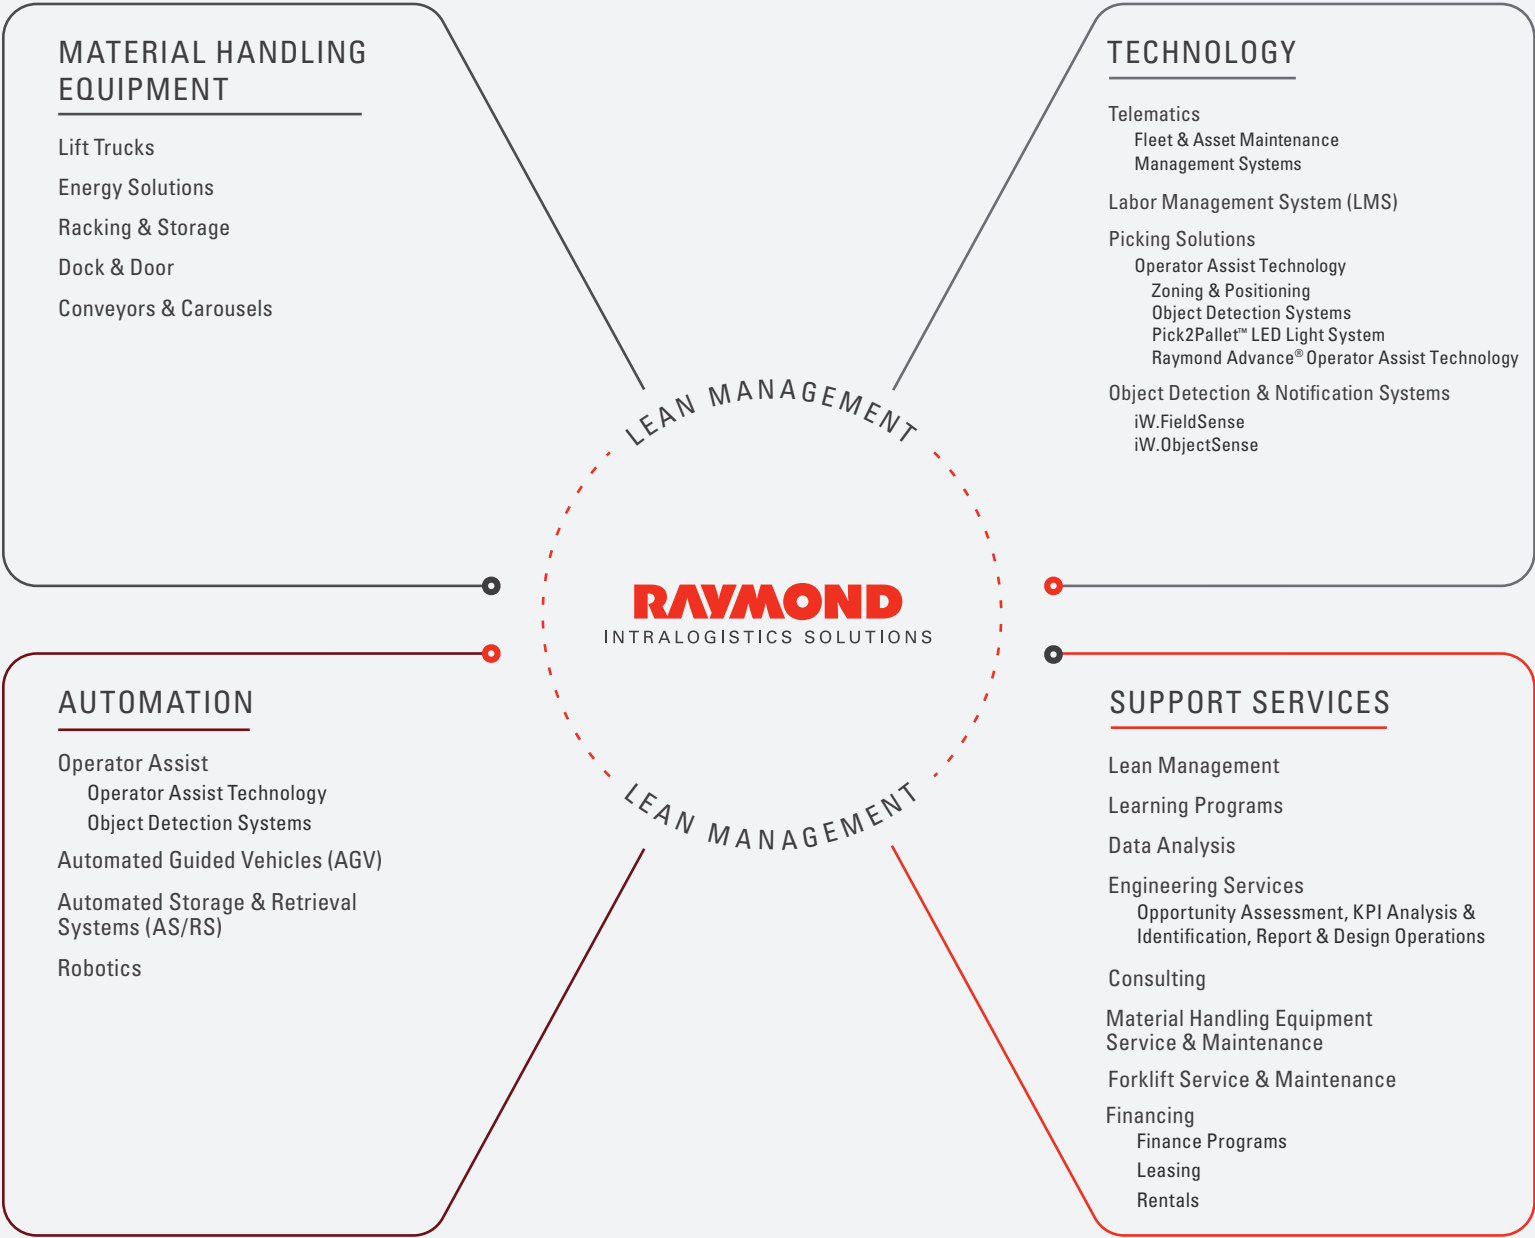 MATERIAL HANDLING
EQUIPMENT
Lift Trucks
Energy Solutions
Racking & Storage
Dock & Door
Conveyors & Carousels
TECHNOLOGY
Telematics
Fleet & Asset Maintenance
Management Systems
Labor Management System (LMS)
Picking Solutions
Operator Assist Technology
Zoning & Positioning
Object Detection Systems
Pick2Pallet™ LED Light System
Raymond Advance® Operator Assist Technology
Object Detection & Notification Systems
iW.FieldSense
iW.ObjectSense
LEAN MANAGEMENT
RAYMOND
INTRALOGISTICS SOLUTIONS
LEAN MANAGEMENT
AUTOMATION
Operator Assist
Operator Assist Technology
Object Detection Systems
Automated Guided Vehicles (AGV)
Automated Storage & Retrieval
Systems (AS/RS)
Robotics
SUPPORT SERVICES
Lean Management
Learning Programs
Data Analysis
Engineering Services
Opportunity Assessment, KPI Analysis &
Identification, Report & Design Operations
Consulting
Material Handling Equipment
Service & Maintenance
Forklift Service & Maintenance
Financing
Finance Programs
Leasing
Rentals